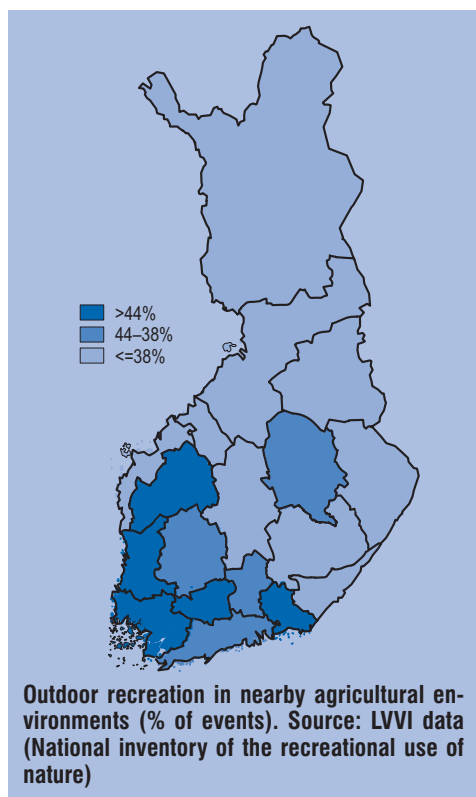 >44%
44–38%
<=38%
Outdoor recreation in nearby agricultural en-
vironments (% of events). Source: LVVI data
(National inventory of the recreational use of
nature)